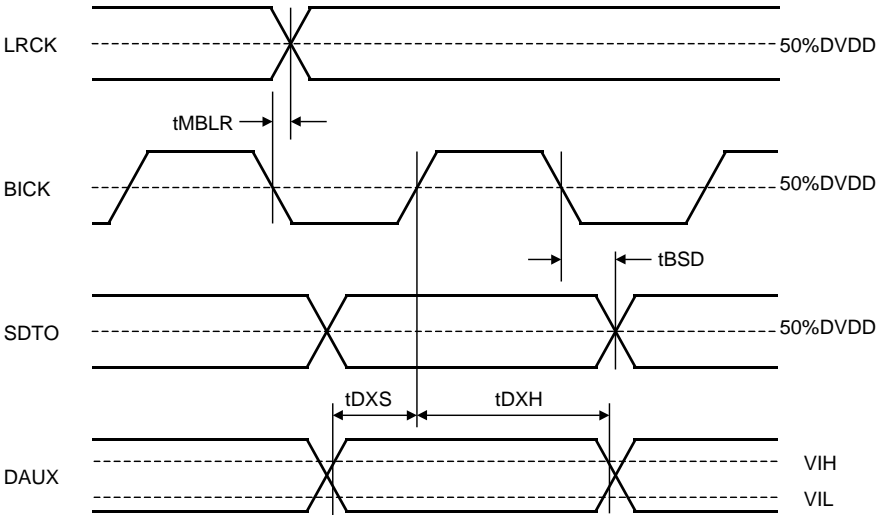 LRCK
50%DVDD
tMBLR
BICK
50%DVDD
tBSD
SDTO
50%DVDD
tDXS
tDXH
DAUX
VIH
VIL